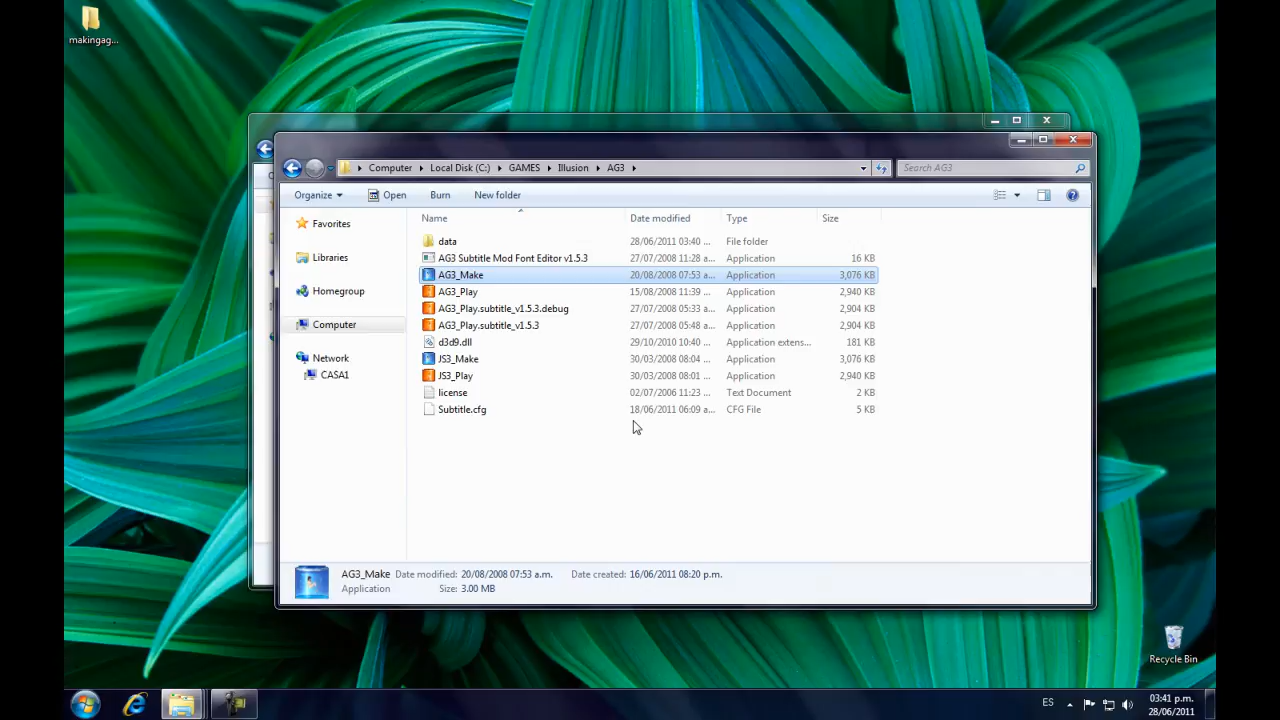 makingag...
Computer
Local Disk (C:)
GAMES
Illusion
AG3
Search AG3
Organize
Open
Burn
New folder
Name
Date modified
Type
Size
Favorites
Libraries
Homegroup
Computer
Network
CASA1
data 28/06/2011 03:40 ... File folder
AG3 Subtitle Mod Font Editor v1.5.3 27/07/2008 11:28 a... Application 16 KB
AG3_Make 20/08/2008 07:53 ... Application 3,076 KB
AG3_Play 15/08/2008 11:39 ... Application 2,940 KB
AG3_Play.subtitle_v1.5.3.debug 27/07/2008 05:33 a... Application 2,904 KB
AG3_Play.subtitle_v1.5.3 27/07/2008 05:48 a... Application 2,904 KB
d3d9.dll 29/10/2010 10:40 ... Application extens... 181 KB
JS3_Make 30/03/2008 08:04 ... Application 3,076 KB
JS3_Play 30/03/2008 08:01 ... Application 2,940 KB
license 02/07/2006 11:23 ... Text Document 2 KB
Subtitle.cfg 18/06/2011 06:09 a... CFG File 5 KB
AG3_Make Date modified: 20/08/2008 07:53 a.m. Date created: 16/06/2011 08:20 p.m.
Application Size: 3.00 MB
Recycle Bin
ES
03:41 p.m.
28/06/2011